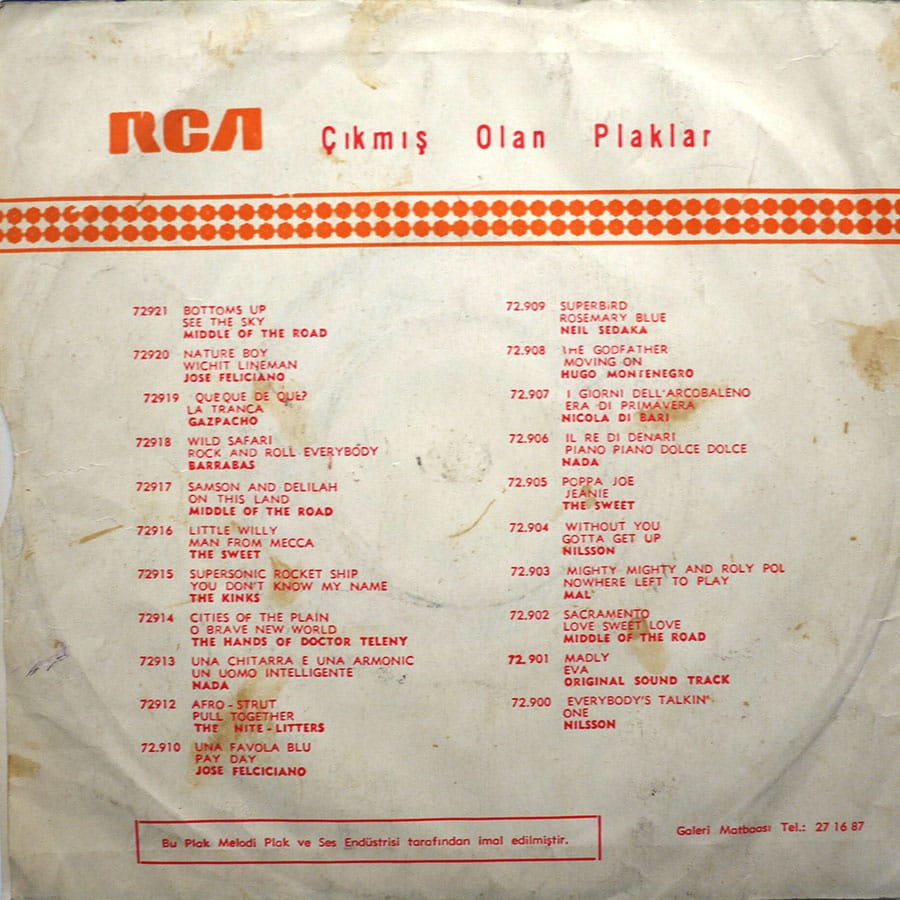 RCA Çıkmış Olan Plaklar
72921 BOTTOMS UP
SEE THE SKY
MIDDLE OF THE ROAD
72920 NATURE BOY
WICHIT LINEMAN
JOSE FELICIANO
72919 QUEQUE DE QUE?
LA TRANCA
GAZPACHO
72918 WILD SAFARI
ROCK AND ROLL EVERYBODY
BARRABAS
72917 SAMSON AND DELILAH
ON THIS LAND
MIDDLE OF THE ROAD
72916 LITTLE WILLY
MAN FROM MECCA
THE SWEET
72915 SUPERSONIC ROCKET SHIP
YOU DON'T KNOW MY NAME
THE KINKS
72914 CITIES OF THE PLAIN
O BRAVE NEW WORLD
THE HANDS OF DOCTOR TELENY
72913 UNA CHITARRA E UNA ARMONIC
UN UOMO INTELLIGENTE
NADA
72912 AFRO - STRUT
PULL TOGETHER
THE NITE - LITTERS
72.910 UNA FAVOLA BLU
PAY DAY
JOSE FELCICIANO
72.909 SUPERBIRD
ROSEMARY BLUE
NEIL SEDAKA
72.908 THE GODFATHER
MOVING ON
HUGO MONTENEGRO
72.907 I GIORNI DELL'ARCOBALENO
ERA DI PRIMAVERA
NICOLA DI BARI
72.906 IL RE DI DENARI
PIANO PIANO DOLCE DOLCE
NADA
72.905 POPPA JOE
JEANIE
THE SWEET
72.904 WITHOUT YOU
GOTTA GET UP
NILSSON
72.903 MIGHTY MIGHTY AND ROLY POL
NOWHERE LEFT TO PLAY
MAL
72.902 SACRAMENTO
LOVE SWEET LOVE
MIDDLE OF THE ROAD
72.901 MADLY
EVA
ORIGINAL SOUND TRACK
72.900 EVERYBODY'S TALKIN'
ONE
NILSSON
Bu Plak Melodi Plak ve Ses Endüstrisi tarafından imal edilmiştir.
Galeri Matbaası Tel.: 27 16 87